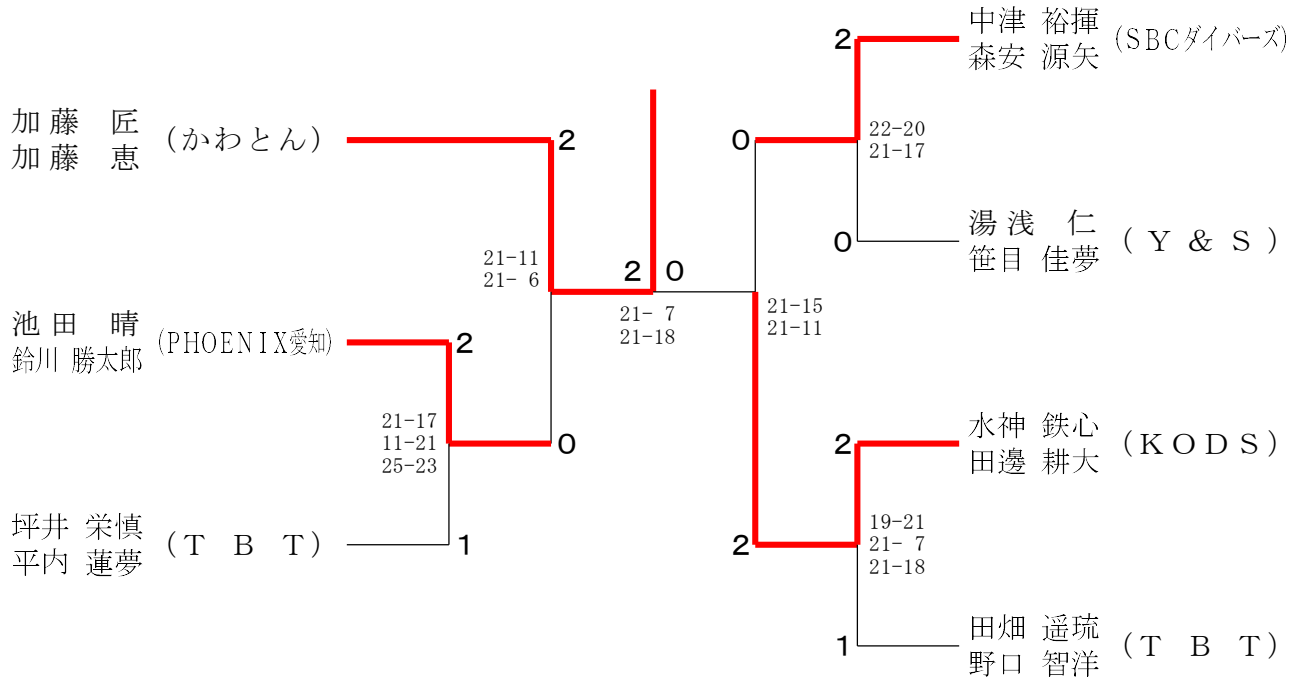 加藤 匠
加藤 恵
(かわとん)
2
21-11
21- 6
池田 晴
鈴川 勝太郎
(PHOENIX愛知)
2
21-17
11-21
25-23
0
坪井 栄慎
平内 蓮夢
(T B T)
1
2 0
21- 7
21-18
中津 裕揮
森安 源矢
(SBCダイバーズ)
2
0
22-20
21-17
湯浅 仁
笹目 佳夢
(Y & S)
0
21-15
21-11
水神 鉄心
田邊 耕大
(KODS)
2
19-21
21- 7
21-18
2
田畑 遥琉
野口 智洋
(T B T)
1